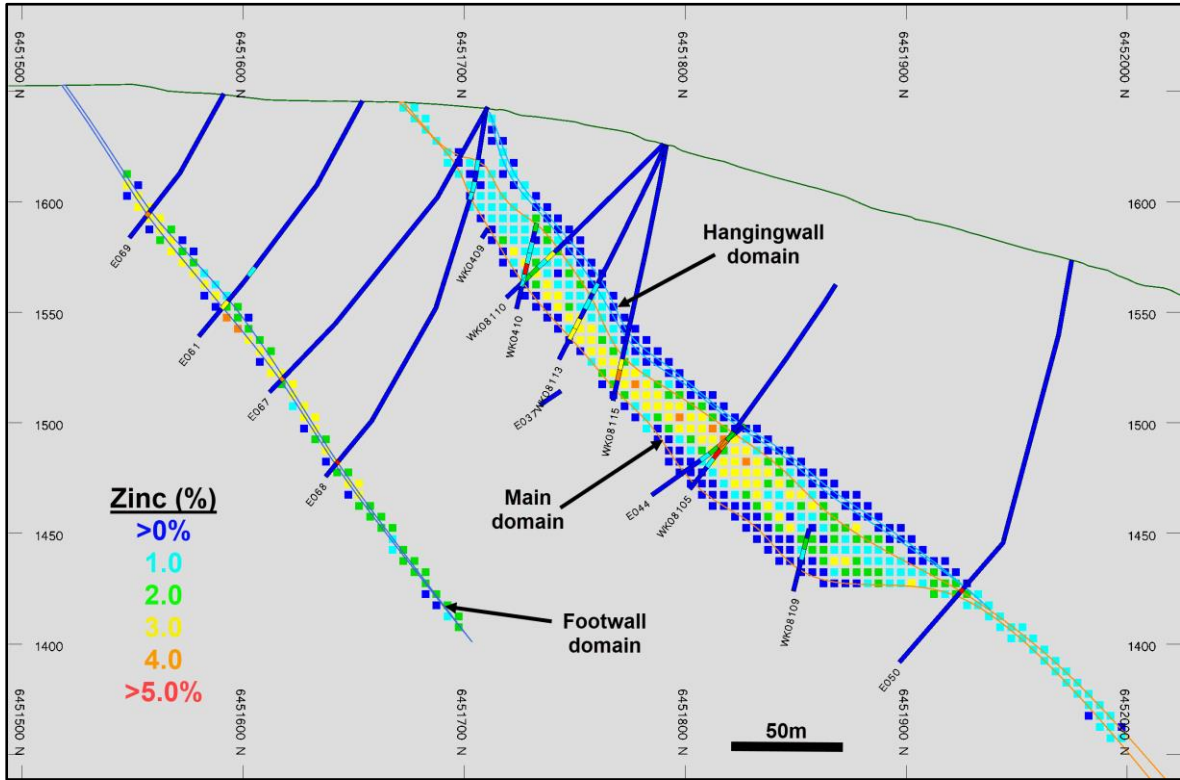 6451500 N
6451600 N
6451700 N
6451800 N
6451900 N
6452000 N
1600
1600
1550
1550
1500
1500
1450
1450
1400
1400
E069
E061
E067
E068
WK0409
WK08110
WK0410
WK08113
E037
WK08115
E044
WK08105
WK08109
E050
Hangingwall
domain
Main
domain
Footwall
domain
Zinc (%)
>0%
1.0
2.0
3.0
4.0
>5.0%
50m
6451500 N
6451600 N
6451700 N
6451800 N
6451900 N
6452000 N